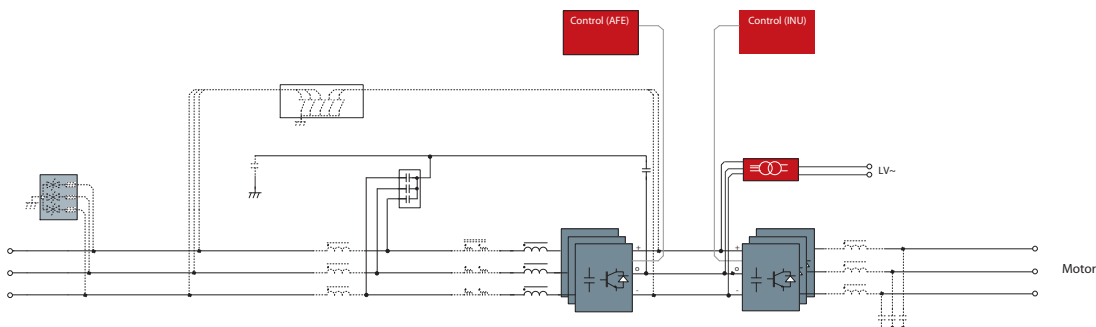 Control (AFE)
Control (INU)
LV~
+
o
-
+
o
-
Motor